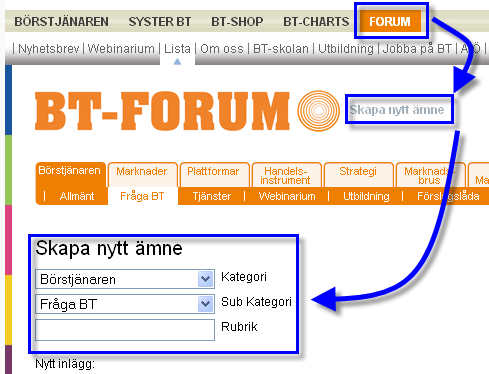 BÖRSTJÄNAREN SYSTER BT BT-SHOP BT-CHARTS FORUM
| Nyhetsbrev | Webinarium | Lista | Om oss | BT-skolan | Utbildning | Jobba på BT |
BT-FORUM Skapa nytt ämne
Börstjänaren Marknader Plattformar Handels-instrument Strategi Marknads-brus
| Allmänt Fråga BT Tjänster | Webinarium | Utbildning | Förslagslåda
Skapa nytt ämne
Börstjänaren Kategori
Fråga BT Sub Kategori
Rubrik
Nytt inlägg: